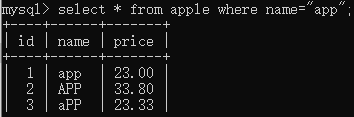 mysql> select * from apple where name="app";
+----+------+-------+
| id | name | price |
+----+------+-------+
|  1 | app  | 23.00 |
|  2 | APP  | 33.80 |
|  3 | aPP  | 23.33 |